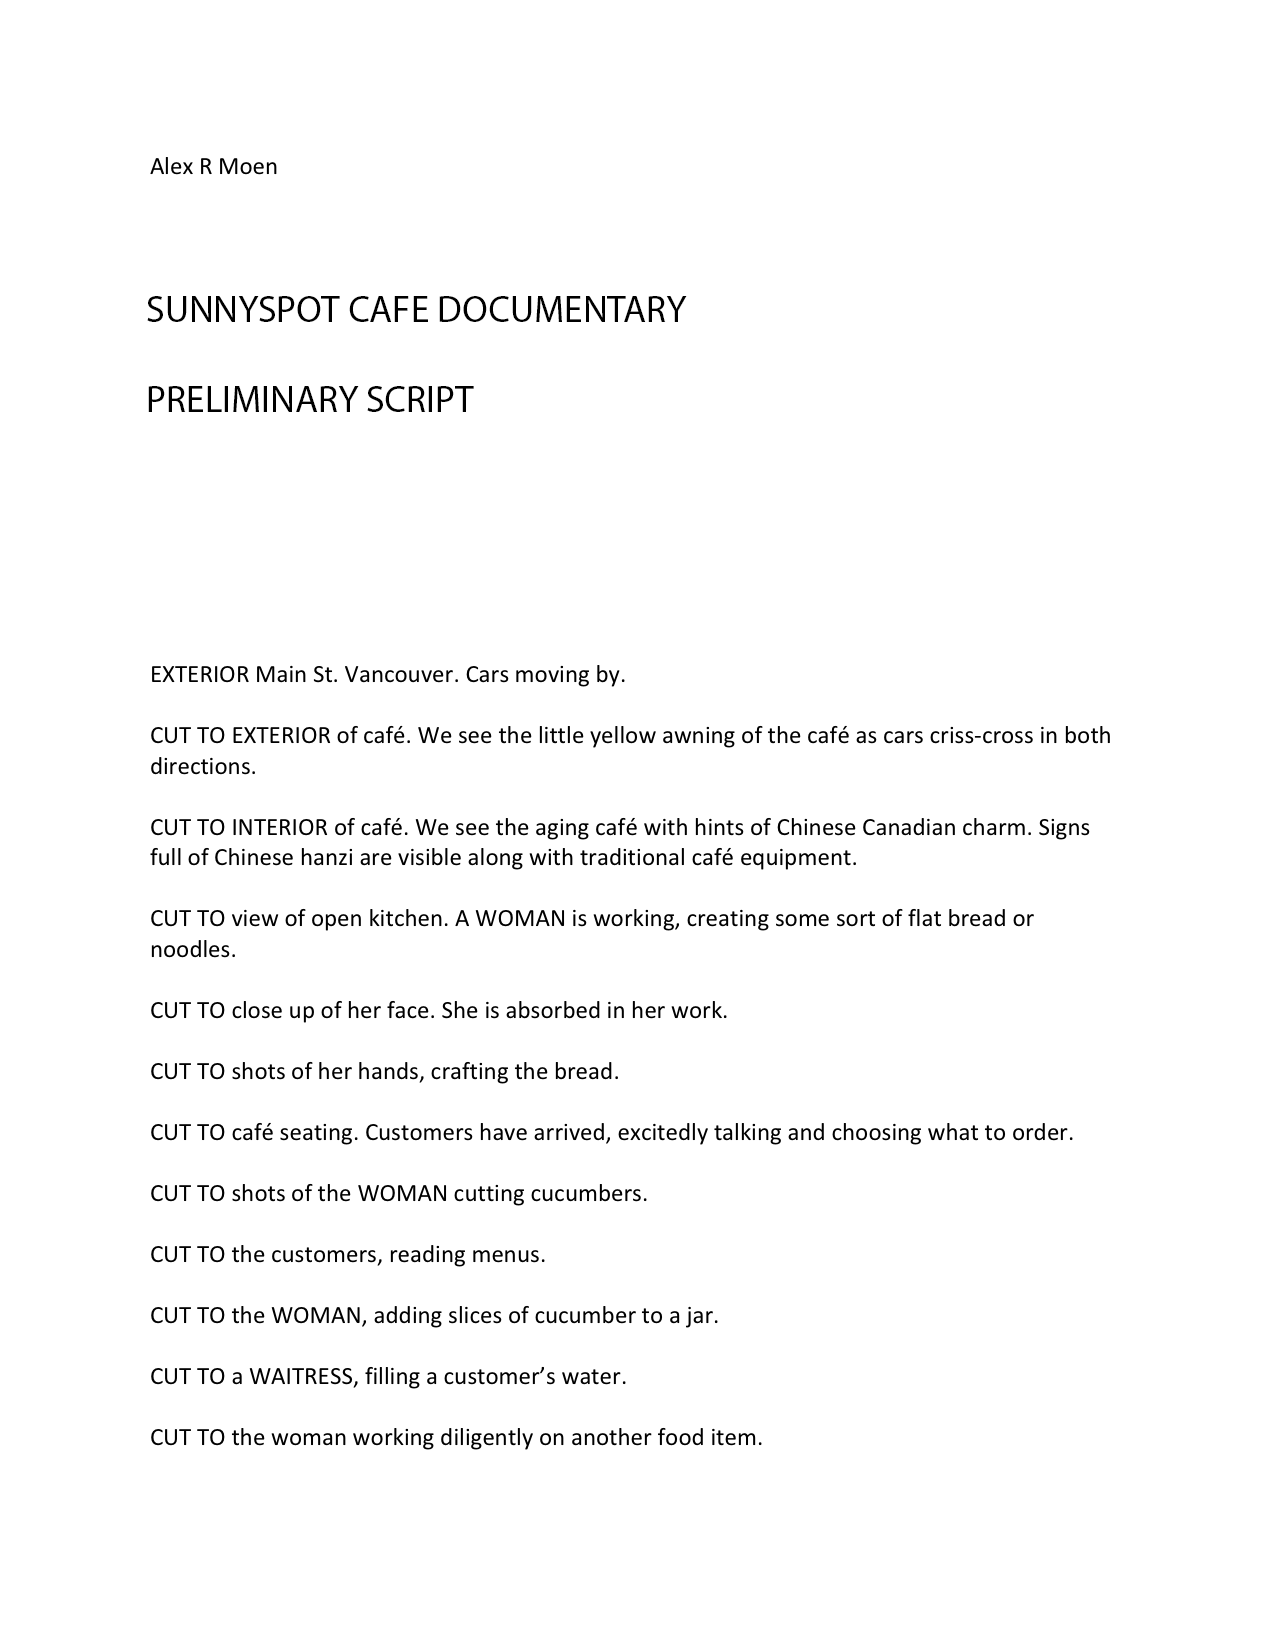 Alex R Moen
SUNNYSPOT CAFE DOCUMENTARY
PRELIMINARY SCRIPT
EXTERIOR Main St. Vancouver. Cars moving by.
CUT TO EXTERIOR of café. We see the little yellow awning of the café as cars criss-cross in both
directions.
CUT TO INTERIOR of café. We see the aging café with hints of Chinese Canadian charm. Signs
full of Chinese hanzi are visible along with traditional café equipment.
CUT TO view of open kitchen. A WOMAN is working, creating some sort of flat bread or
noodles.
CUT TO close up of her face. She is absorbed in her work.
CUT TO shots of her hands, crafting the bread.
CUT TO café seating. Customers have arrived, excitedly talking and choosing what to order.
CUT TO shots of the WOMAN cutting cucumbers.
CUT TO the customers, reading menus.
CUT TO the WOMAN, adding slices of cucumber to a jar.
CUT TO a WAITRESS, filling a customer’s water.
CUT TO the woman working diligently on another food item.